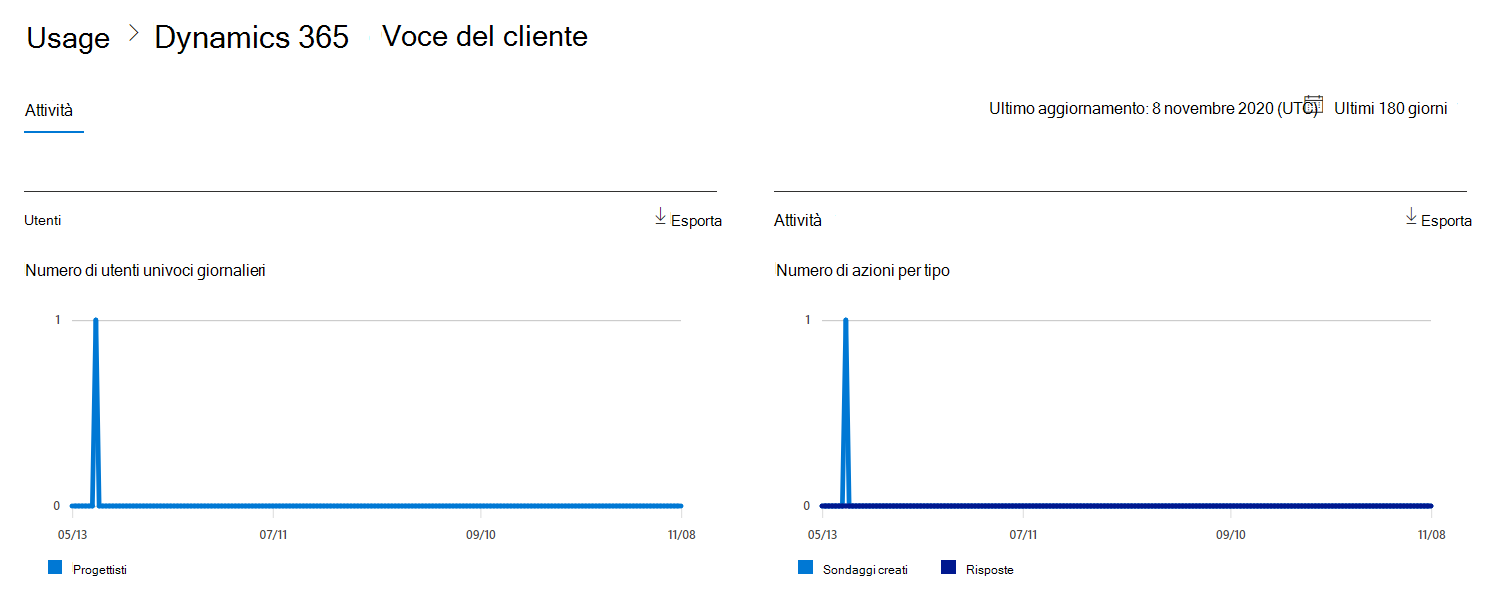 Usage > Dynamics 365 Voce del cliente
Attività
Ultimo aggiornamento: 8 novembre 2020 (UTC) Ultimi 180 giorni
Utenti
Esporta
Numero di utenti univoci giornalieri
1
0
05/13 07/11 09/10 11/08
Progettisti
Attività
Esporta
Numero di azioni per tipo
1
0
05/13 07/11 09/10 11/08
Sondaggi creati Risposte